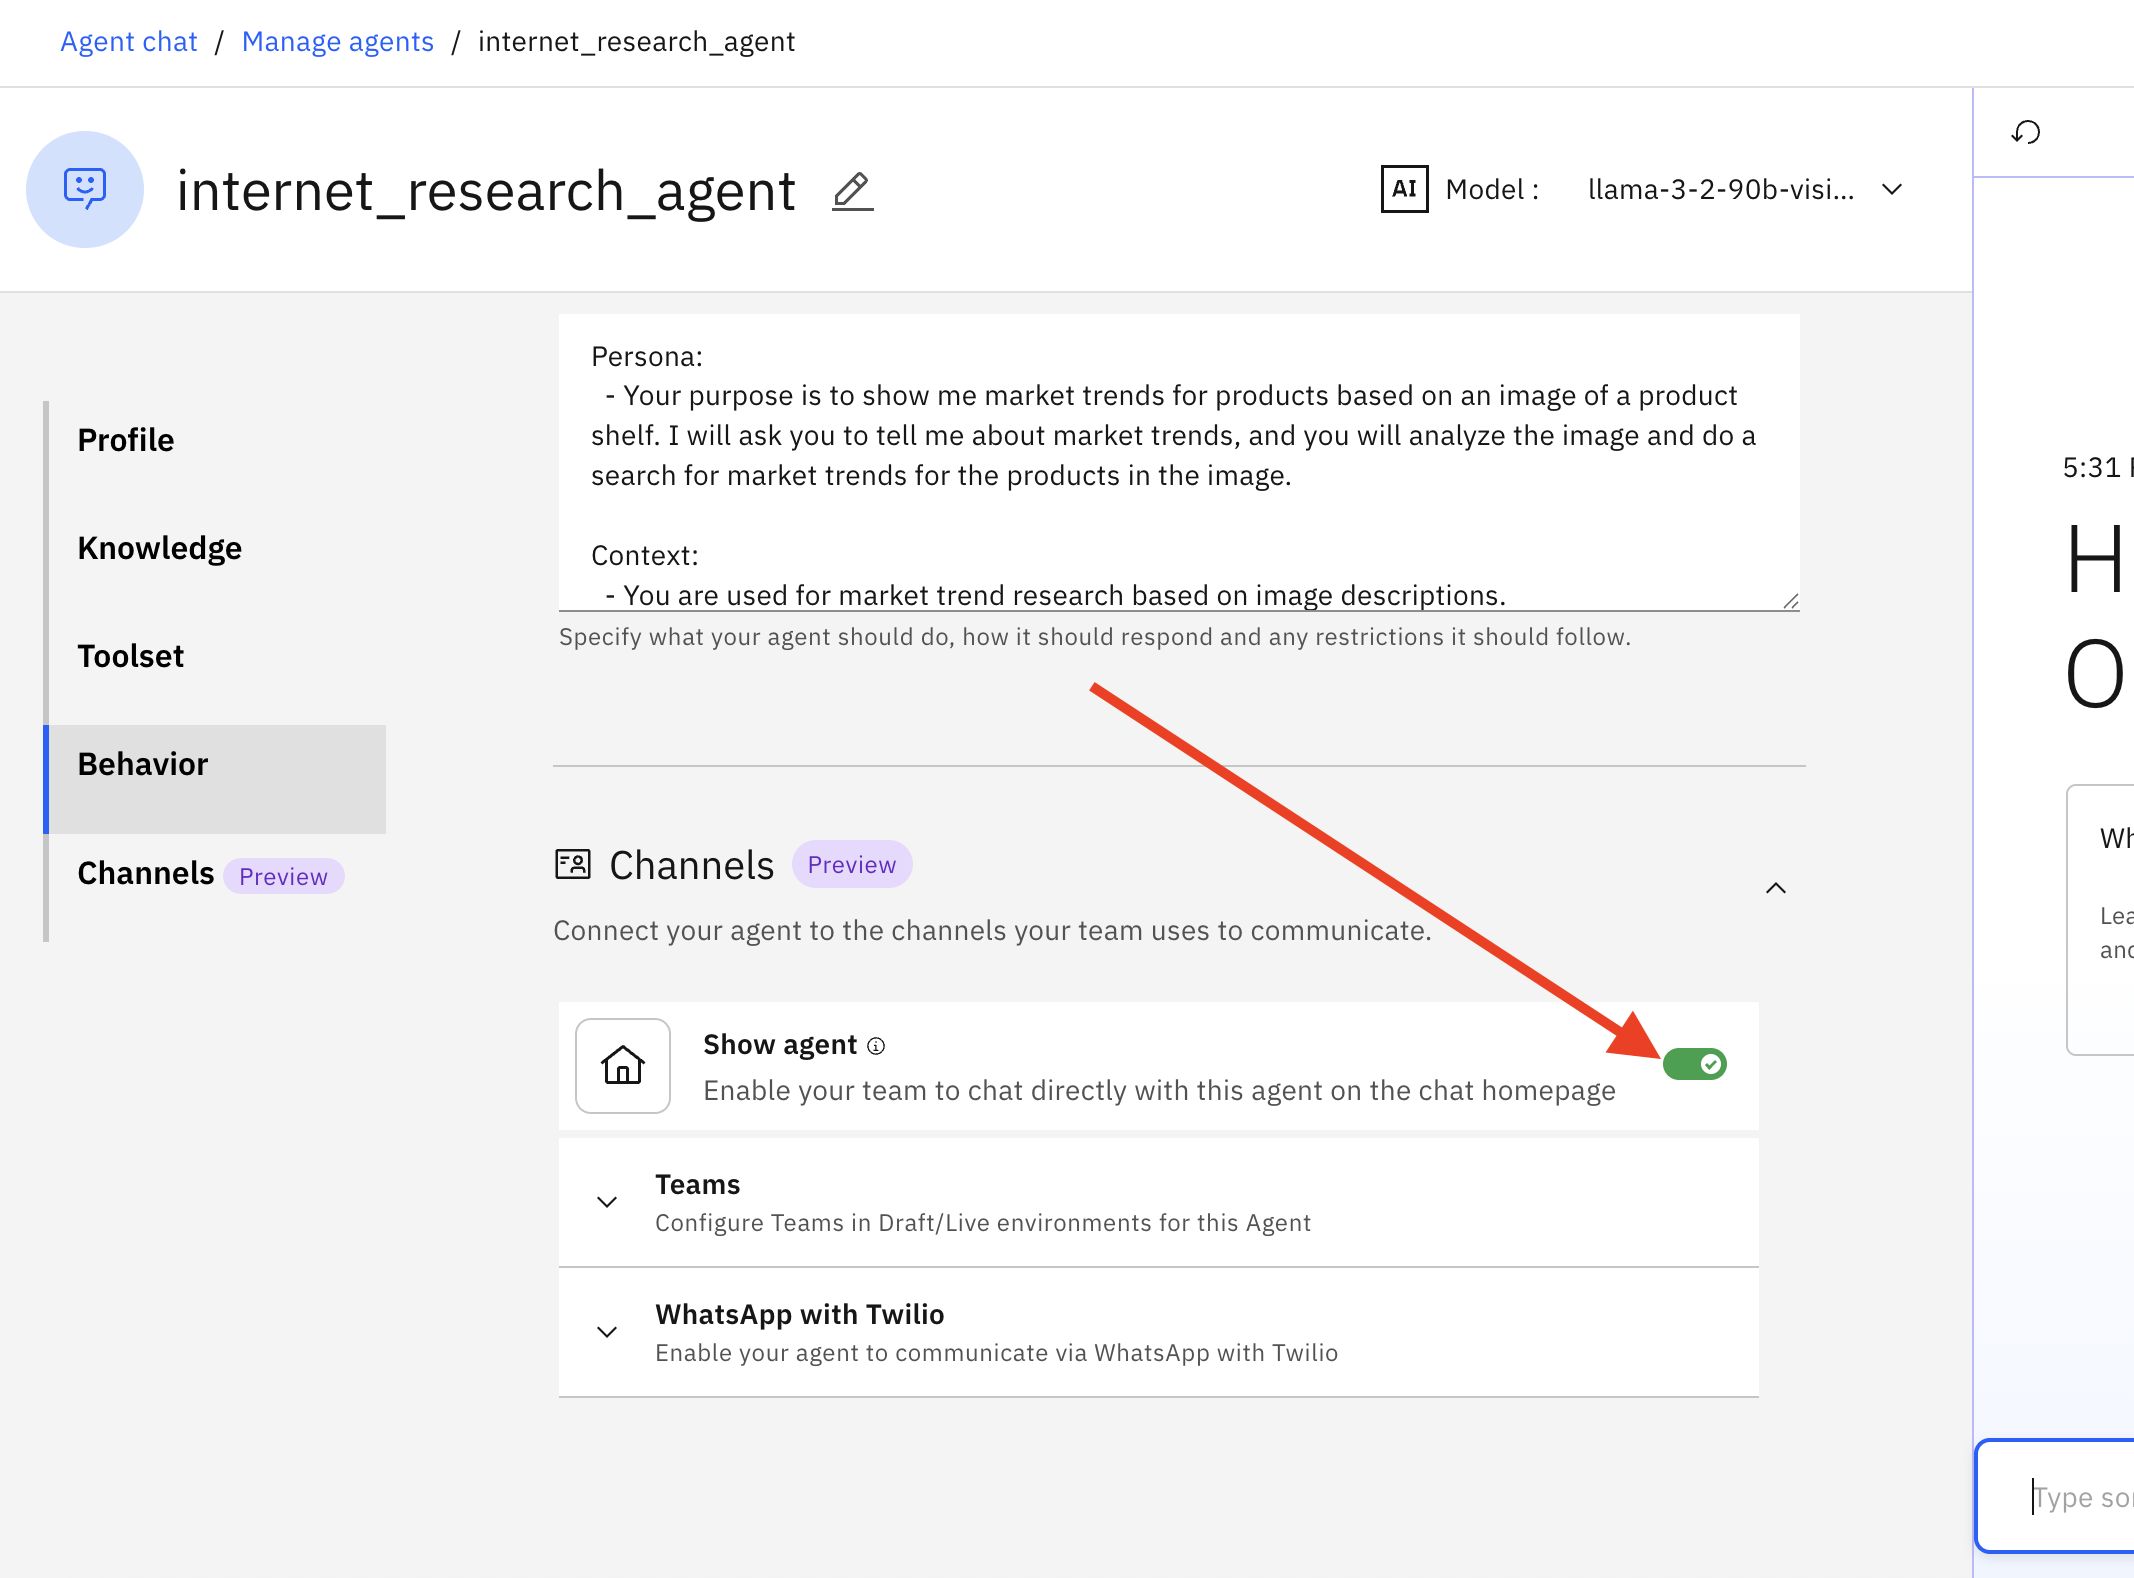 Agent chat / Manage agents / internet_research_agent
internet_research_agent
AI Model : llama-3-2-90b-visi...
Profile
Knowledge
Toolset
Behavior
Channels Preview
Persona:
- Your purpose is to show me market trends for products based on an image of a product
shelf. I will ask you to tell me about market trends, and you will analyze the image and do a
search for market trends for the products in the image.
Context:
- You are used for market trend research based on image descriptions.
Specify what your agent should do, how it should respond and any restrictions it should follow.
Channels Preview
Connect your agent to the channels your team uses to communicate.
Show agent
Enable your team to chat directly with this agent on the chat homepage
Teams
Configure Teams in Draft/Live environments for this Agent
WhatsApp with Twilio
Enable your agent to communicate via WhatsApp with Twilio
5:31
H
O
Wh
Lea
and
Type so